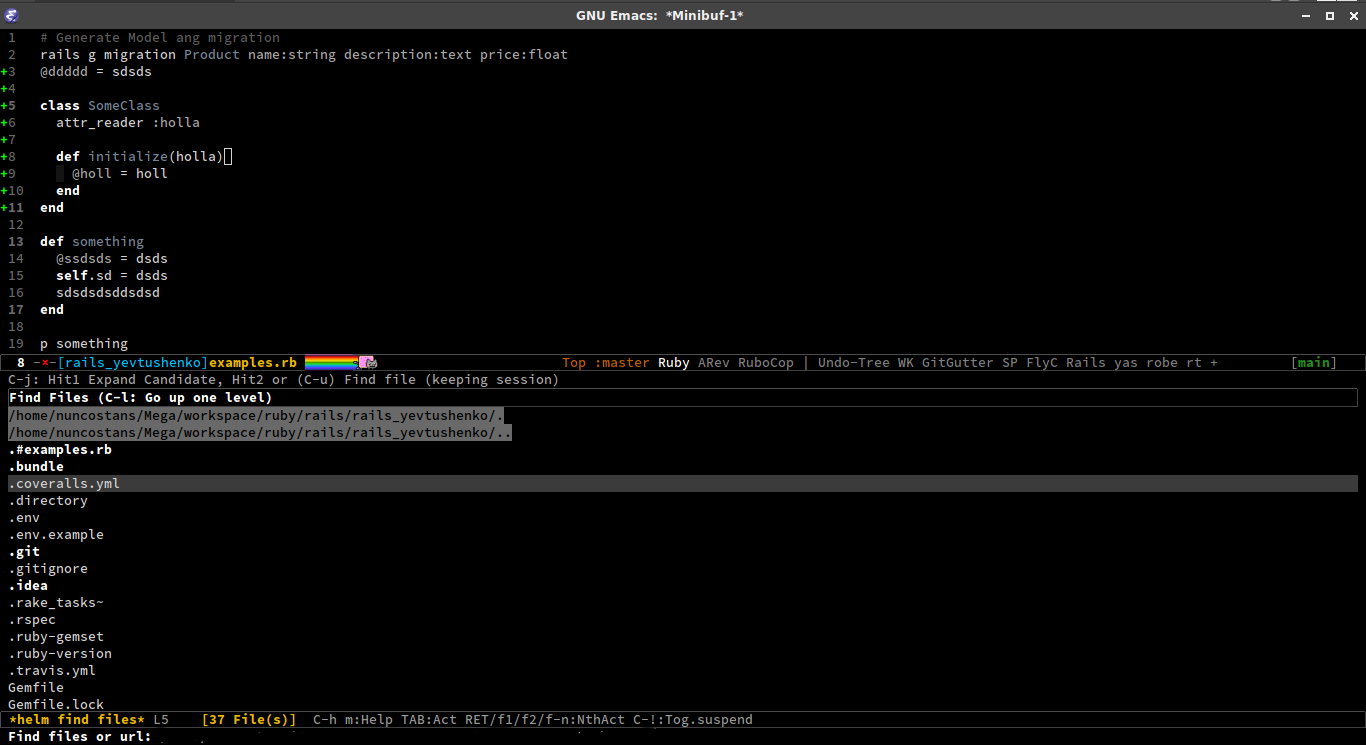 GNU Emacs: *Minibuf-1*
1 # Generate Model ang migration
2 rails g migration Product name:string description:text price:float
+3 @ddddd = sdsds
+4
+5 class SomeClass
+6 attr_reader :holla
+7
+8 def initialize(holla)
+9 @holl = holl
+10 end
+11 end
12
13 def something
14 @ssdsds = dsds
15 self.sd = dsds
16 sdsdsdsddsdsd
17 end
18
19 p something
8 -×-[rails_yevtushenko]examples.rb Top :master Ruby ARev RuboCop | Undo-Tree WK GitGutter SP FlyC Rails yas robe rt + [main]
C-j: Hit1 Expand Candidate, Hit2 or (C-u) Find file (keeping session)
Find Files (C-l: Go up one level)
/home/nuncostans/Mega/workspace/ruby/rails/rails_yevtushenko/.
/home/nuncostans/Mega/workspace/ruby/rails/rails_yevtushenko/..
.#examples.rb
.bundle
.coveralls.yml
.directory
.env
.env.example
.git
.gitignore
.idea
.rake_tasks~
.rspec
.ruby-gemset
.ruby-version
.travis.yml
Gemfile
Gemfile.lock
*helm find files* L5 [37 File(s)] C-h m:Help TAB:Act RET/f1/f2/f-n:NthAct C-!:Tog.suspend
Find files or url: